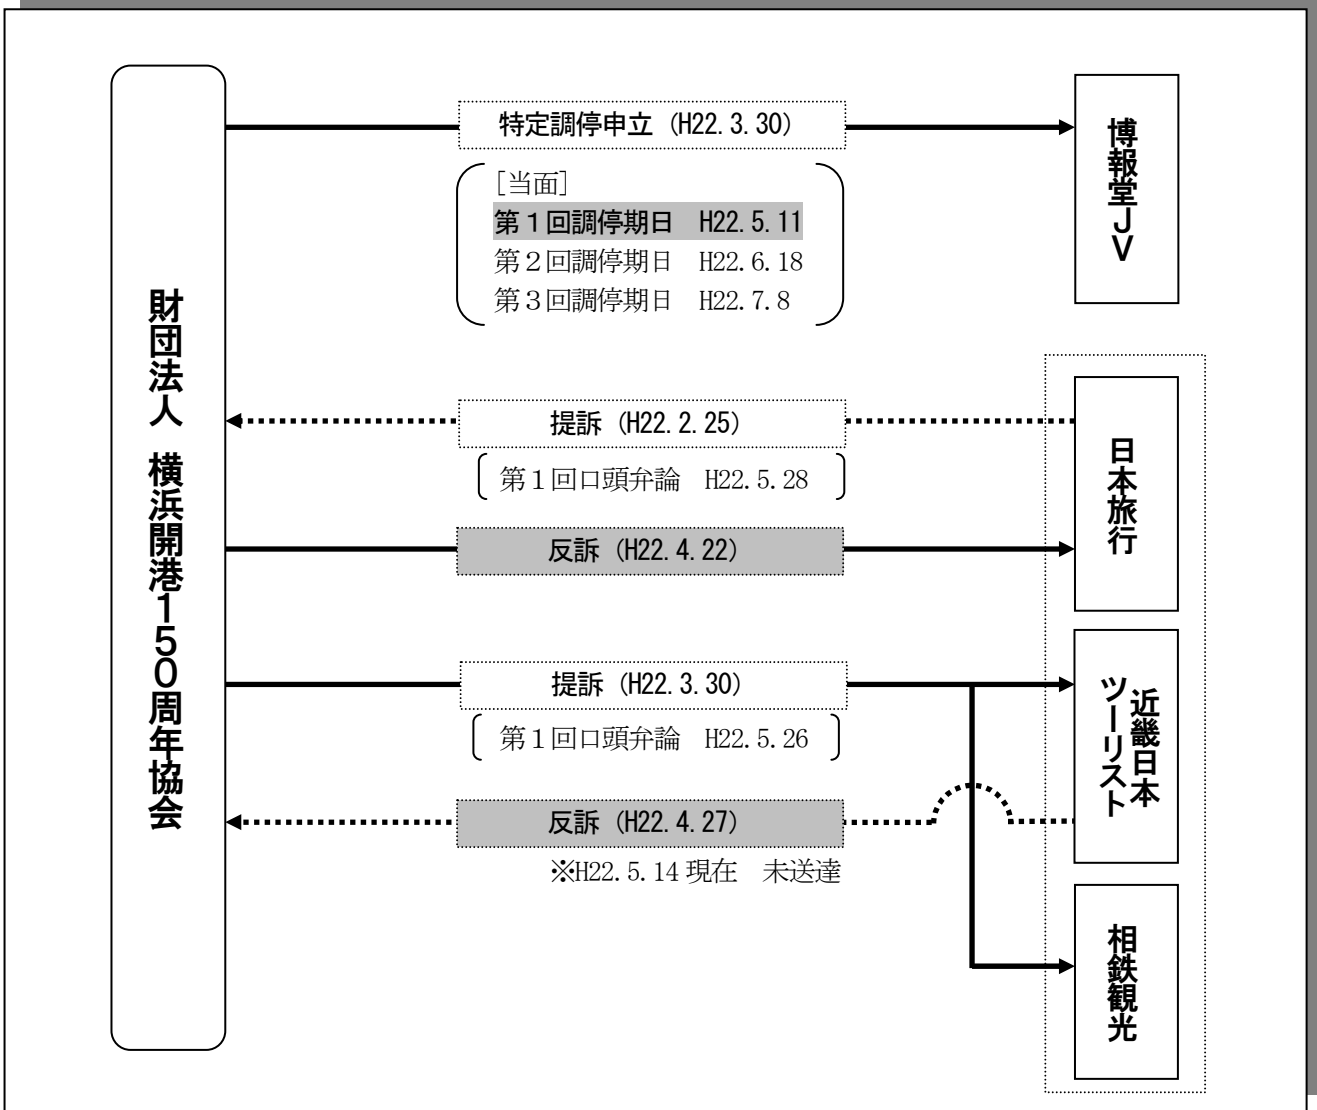 財団法人 横浜開港１５０周年協会
特定調停申立 (H22.3.30)
[当面]
第１回調停期日 H22.5.11
第２回調停期日 H22.6.18
第３回調停期日 H22.7.8
博報堂ＪＶ
提訴 (H22.2.25)
第１回口頭弁論 H22.5.28
反訴 (H22.4.22)
日本旅行
提訴 (H22.3.30)
第１回口頭弁論 H22.5.26
反訴 (H22.4.27)
※H22.5.14 現在 未送達
近畿日本
ツーリスト
相鉄観光